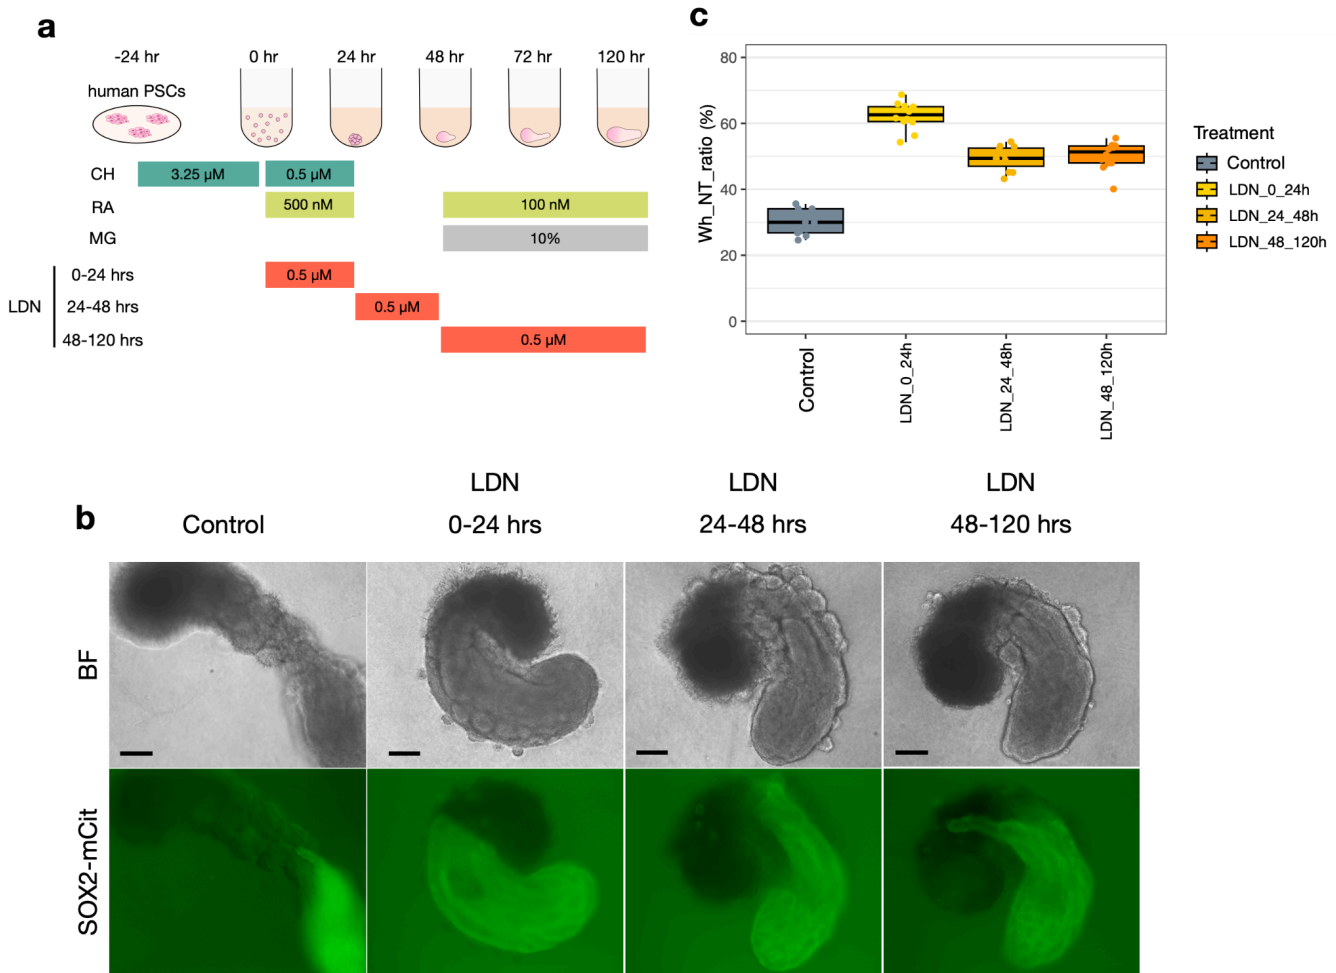 a
-24 hr 0 hr 24 hr 48 hr 72 hr 120 hr
human PSCs
CH 3.25 µM 0.5 µM
RA 500 nM 100 nM
MG 10%
LDN
0-24 hrs 0.5 µM
24-48 hrs 0.5 µM
48-120 hrs 0.5 µM
c
Wh_NT_ratio (%)
80
60
40
20
0
Control
LDN_0_24h
LDN_24_48h
LDN_48_120h
Treatment
Control
LDN_0_24h
LDN_24_48h
LDN_48_120h
b
Control
LDN
0-24 hrs
LDN
24-48 hrs
LDN
48-120 hrs
BF
SOX2-mCit